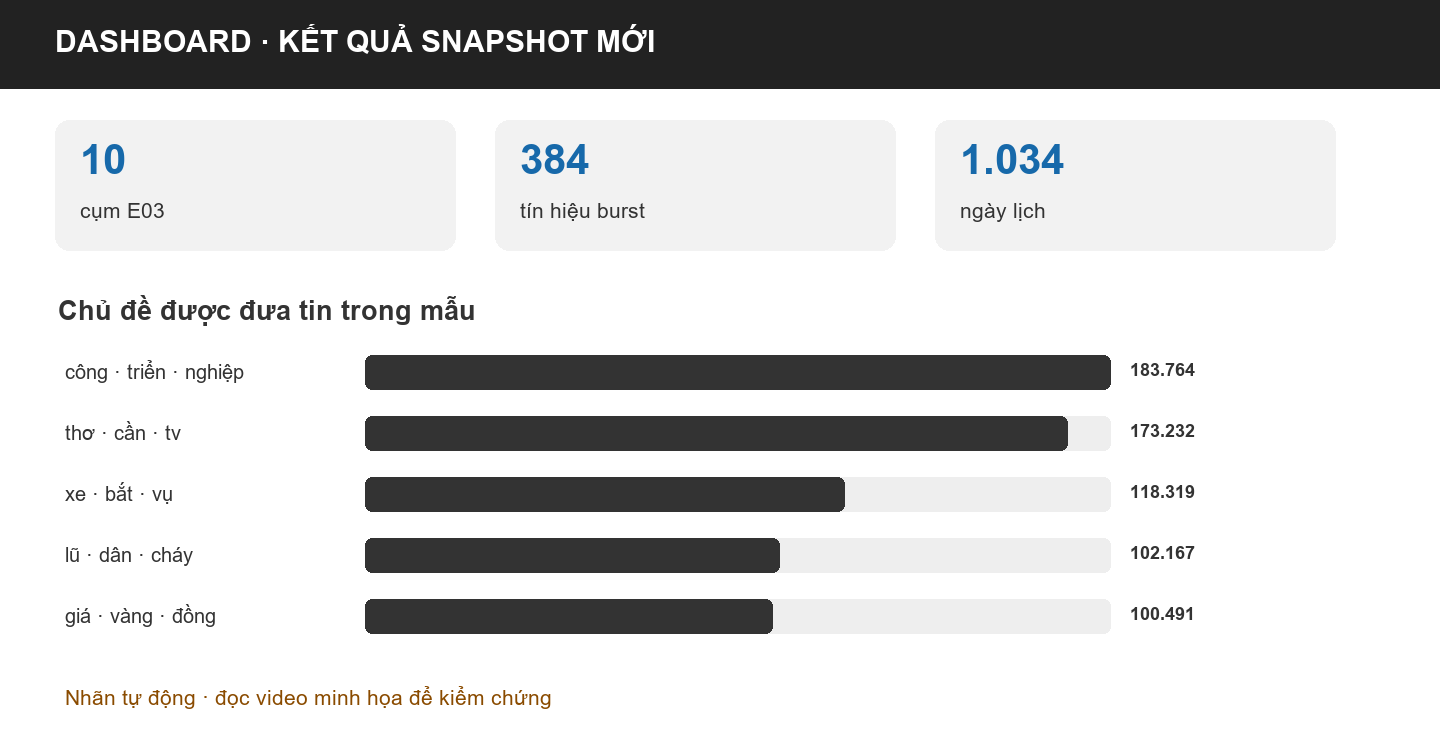 DASHBOARD · KẾT QUẢ SNAPSHOT MỚI
10
cụm E03
384
tín hiệu burst
1.034
ngày lịch
Chủ đề được đưa tin trong mẫu
công · triển · nghiệp 183.764
thơ · cần · tv 173.232
xe · bắt · vụ 118.319
lũ · dân · cháy 102.167
giá · vàng · đồng 100.491
Nhãn tự động · đọc video minh họa để kiểm chứng